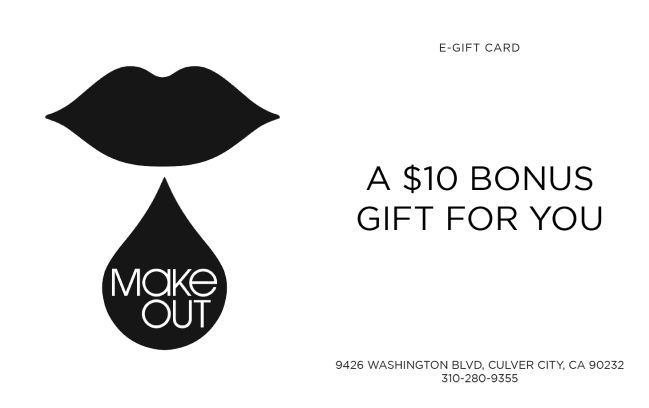 E-GIFT CARD
A $10 BONUS
GIFT FOR YOU
Make
OUT
9426 WASHINGTON BLVD, CULVER CITY, CA 90232
310-280-9355